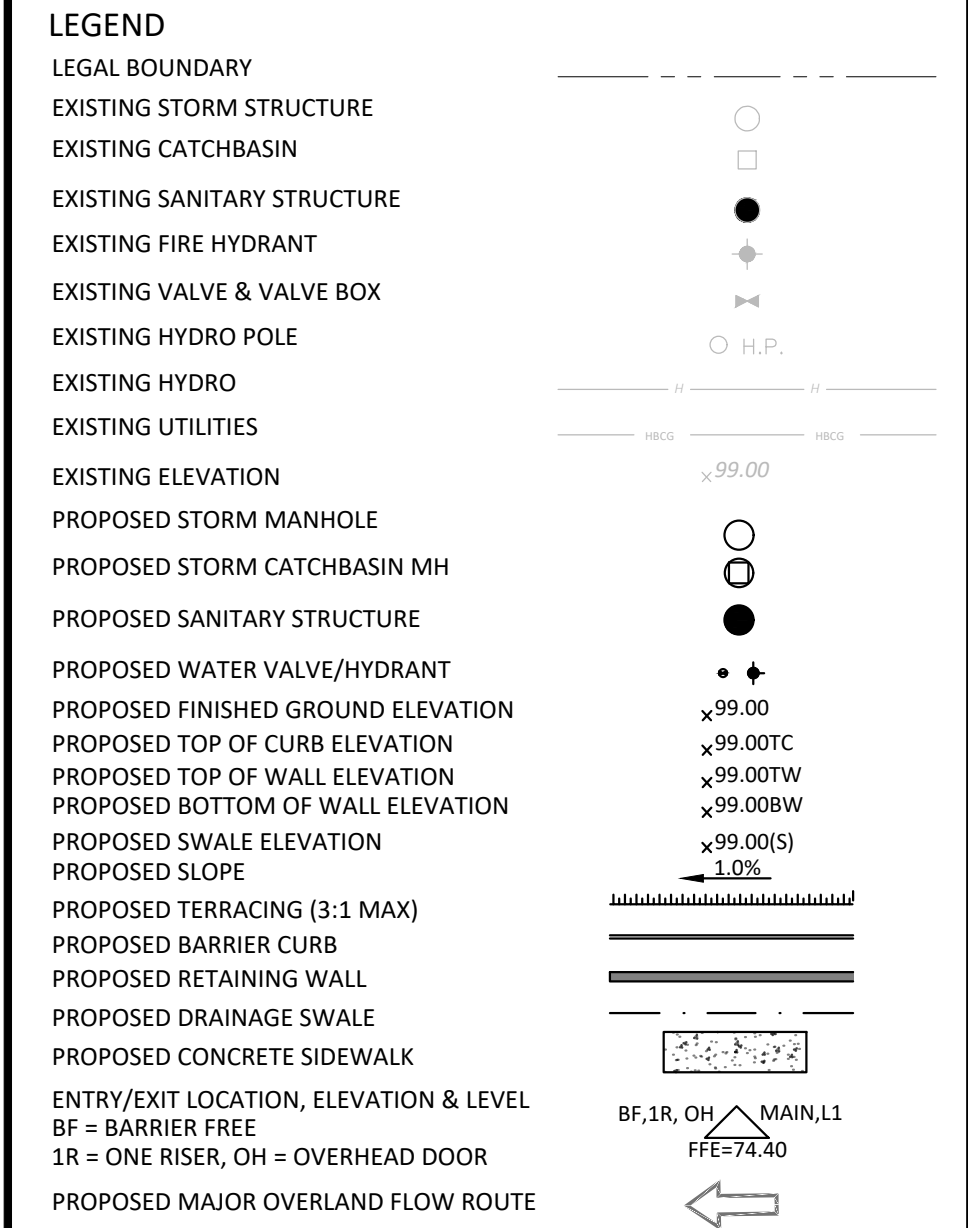 LEGEND
LEGAL BOUNDARY
EXISTING STORM STRUCTURE
EXISTING CATCHBASIN
EXISTING SANITARY STRUCTURE
EXISTING FIRE HYDRANT
EXISTING VALVE & VALVE BOX
EXISTING HYDRO POLE H.P.
EXISTING HYDRO H H
EXISTING UTILITIES HBCG HBCG
EXISTING ELEVATION x99.00
PROPOSED STORM MANHOLE
PROPOSED STORM CATCHBASIN MH
PROPOSED SANITARY STRUCTURE
PROPOSED WATER VALVE/HYDRANT
PROPOSED FINISHED GROUND ELEVATION x99.00
PROPOSED TOP OF CURB ELEVATION x99.00TC
PROPOSED TOP OF WALL ELEVATION x99.00TW
PROPOSED BOTTOM OF WALL ELEVATION x99.00BW
PROPOSED SWALE ELEVATION x99.00(S)
PROPOSED SLOPE 1.0%
PROPOSED TERRACING (3:1 MAX)
PROPOSED BARRIER CURB
PROPOSED RETAINING WALL
PROPOSED DRAINAGE SWALE
PROPOSED CONCRETE SIDEWALK
ENTRY/EXIT LOCATION, ELEVATION & LEVEL
BF = BARRIER FREE
1R = ONE RISER, OH = OVERHEAD DOOR
BF,1R, OH MAIN,L1
FFE=74.40
PROPOSED MAJOR OVERLAND FLOW ROUTE